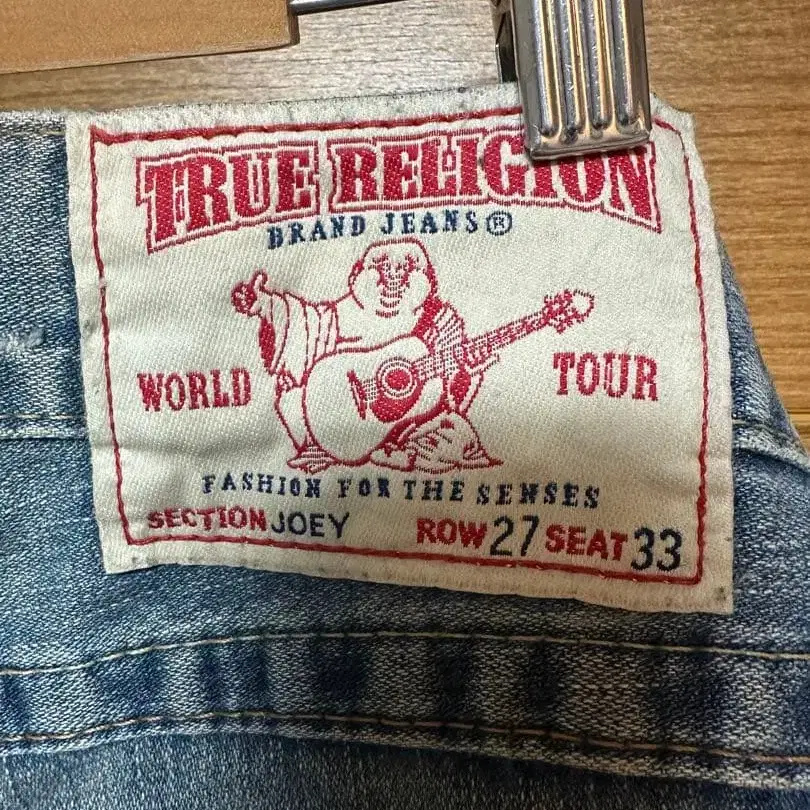 TRUE RELIGION
BRAND JEANS®
WORLD TOUR
FASHION FOR THE SENSES
SECTION JOEY ROW 27 SEAT 33